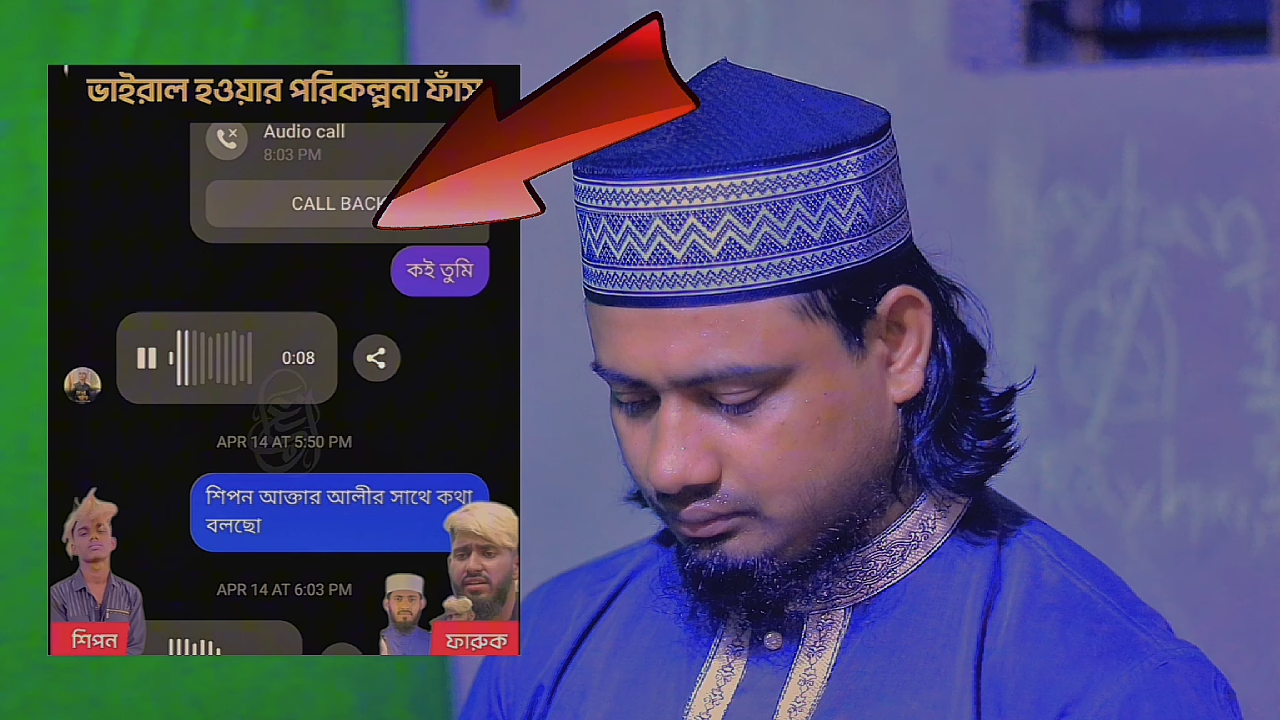 ভাইরাল হওয়ার পরিকল্পনা ফাঁস
Audio call
8:03 PM
CALL BACK
কই তুমি
0:08
APR 14 AT 5:50 PM
শিপন আক্তার আলীর সাথে কথা
বলছো
APR 14 AT 6:03 PM
শিপন
ফারুক